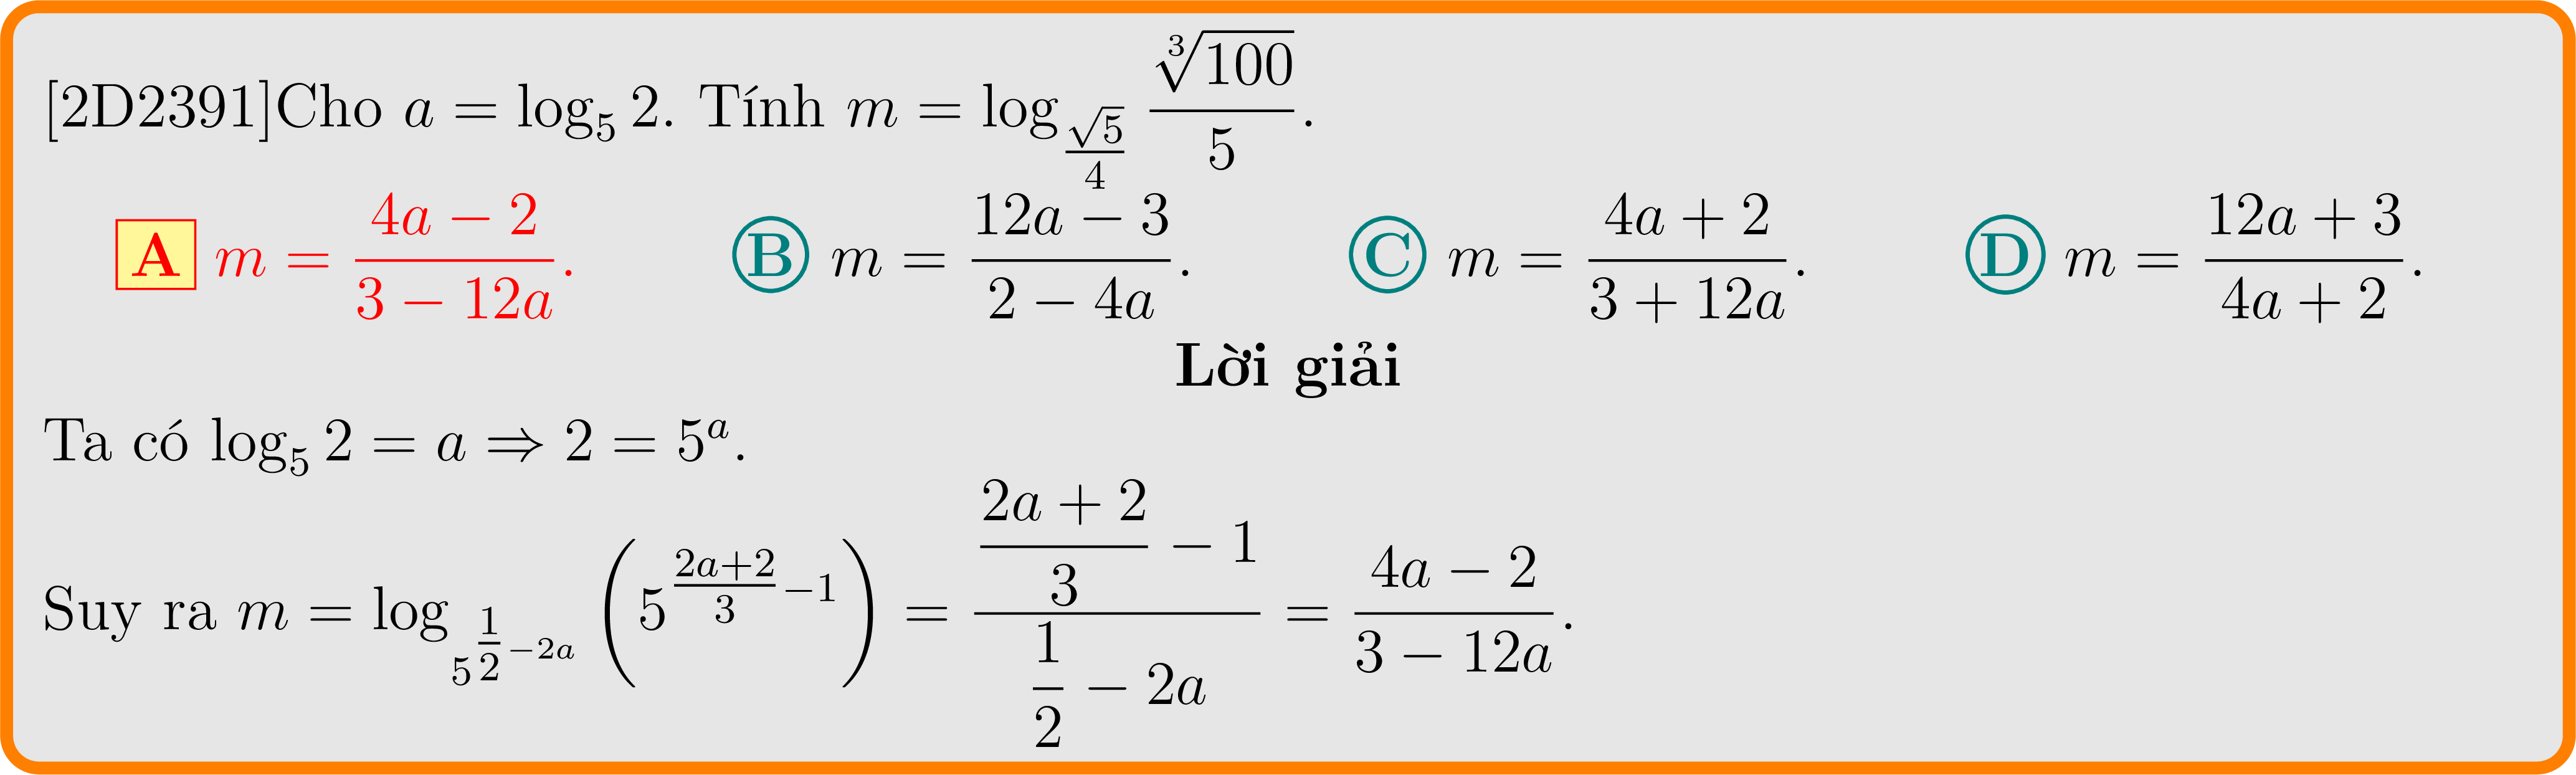 [2D2391]Cho $a = \log_5 2$. Tính $m = \log_{\frac{\sqrt{5}}{4}} \frac{\sqrt[3]{100}}{5}$.
A $m = \frac{4a - 2}{3 - 12a}$. B $m = \frac{12a - 3}{2 - 4a}$. C $m = \frac{4a + 2}{3 + 12a}$. D $m = \frac{12a + 3}{4a + 2}$.
Lời giải
Ta có $\log_5 2 = a \Rightarrow 2 = 5^a$.
Suy ra $m = \log_{5^{\frac{1}{2} - 2a}} \left( 5^{\frac{2a+2}{3} - 1} \right) = \frac{\frac{2a + 2}{3} - 1}{\frac{1}{2} - 2a} = \frac{4a - 2}{3 - 12a}$.